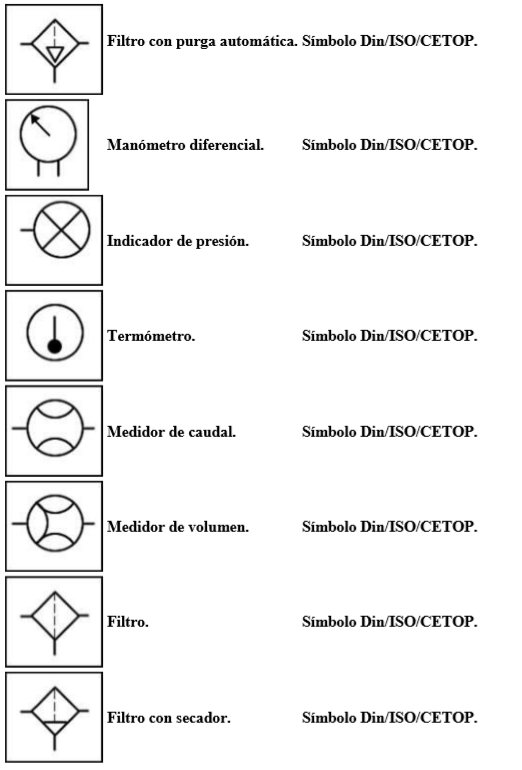 Filtro con purga automática. Símbolo Din/ISO/CETOP.
Manómetro diferencial. Símbolo Din/ISO/CETOP.
Indicador de presión. Símbolo Din/ISO/CETOP.
Termómetro. Símbolo Din/ISO/CETOP.
Medidor de caudal. Símbolo Din/ISO/CETOP.
Medidor de volumen. Símbolo Din/ISO/CETOP.
Filtro. Símbolo Din/ISO/CETOP.
Filtro con secador. Símbolo Din/ISO/CETOP.